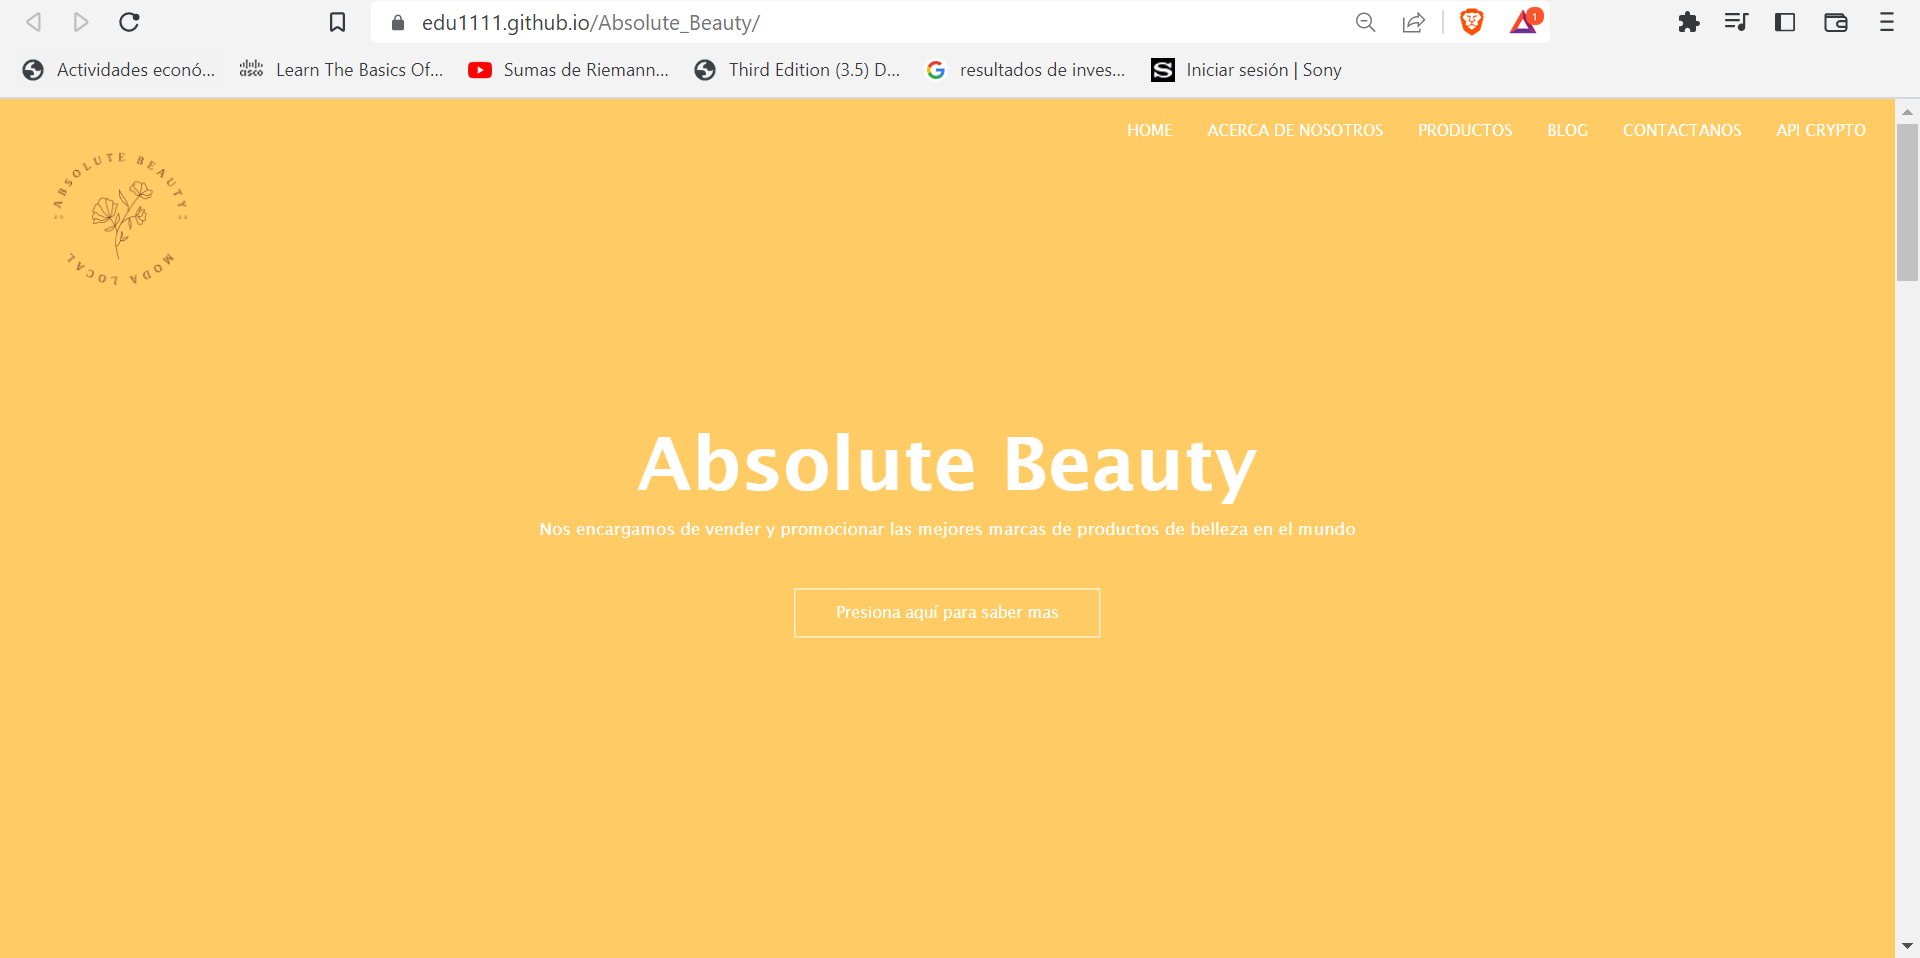 edu1111.github.io/Absolute_Beauty/
1
Actividades econó... Learn The Basics Of... Sumas de Riemann... Third Edition (3.5) D... resultados de inves... Iniciar sesión | Sony
HOME ACERCA DE NOSOTROS PRODUCTOS BLOG CONTACTANOS API CRYPTO
ABSOLUTE BEAUTY
MODA LOCAL
Absolute Beauty
Nos encargamos de vender y promocionar las mejores marcas de productos de belleza en el mundo
Presiona aquí para saber mas